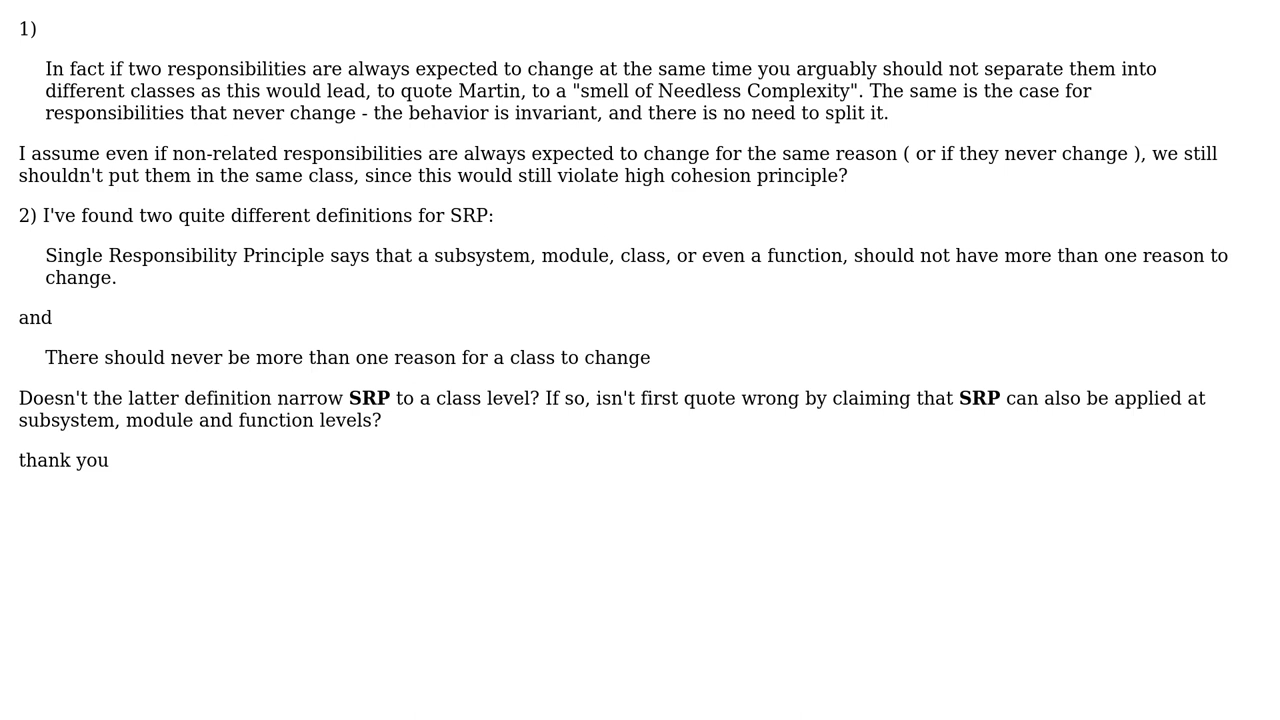 1)
In fact if two responsibilities are always expected to change at the same time you arguably should not separate them into
different classes as this would lead, to quote Martin, to a "smell of Needless Complexity". The same is the case for
responsibilities that never change - the behavior is invariant, and there is no need to split it.
I assume even if non-related responsibilities are always expected to change for the same reason ( or if they never change ), we still
shouldn't put them in the same class, since this would still violate high cohesion principle?
2) I've found two quite different definitions for SRP:
Single Responsibility Principle says that a subsystem, module, class, or even a function, should not have more than one reason to
change.
and
There should never be more than one reason for a class to change
Doesn't the latter definition narrow SRP to a class level? If so, isn't first quote wrong by claiming that SRP can also be applied at
subsystem, module and function levels?
thank you